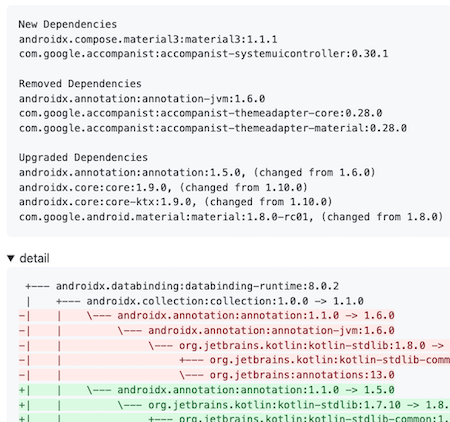 New Dependencies
androidx.compose.material3:material3:1.1.1
com.google.accompanist:accompanist-systemuicontroller:0.30.1
Removed Dependencies
androidx.annotation:annotation-jvm:1.6.0
com.google.accompanist:accompanist-themeadapter-core:0.28.0
com.google.accompanist:accompanist-themeadapter-material:0.28.0
Upgraded Dependencies
androidx.annotation:annotation:1.5.0, (changed from 1.6.0)
androidx.core:core:1.9.0, (changed from 1.10.0)
androidx.core:core-ktx:1.9.0, (changed from 1.10.0)
com.google.android.material:material:1.8.0-rc01, (changed from 1.8.0)
▼ detail
+--- androidx.databinding:databinding-runtime:8.0.2
|    +--- androidx.collection:collection:1.0.0 -> 1.1.0
-|    |    \--- androidx.annotation:annotation:1.1.0 -> 1.6.0
-|    |         \--- androidx.annotation:annotation-jvm:1.6.0
-|    |              \--- org.jetbrains.kotlin:kotlin-stdlib:1.8.0 ->
-|    |                   +--- org.jetbrains.kotlin:kotlin-stdlib-comm
-|    |                   \--- org.jetbrains:annotations:13.0
+|    |    \--- androidx.annotation:annotation:1.1.0 -> 1.5.0
+|    |         \--- org.jetbrains.kotlin:kotlin-stdlib:1.7.10 -> 1.8.
+|    |              +--- org.jetbrains.kotlin:kotlin-stdlib-common:1.